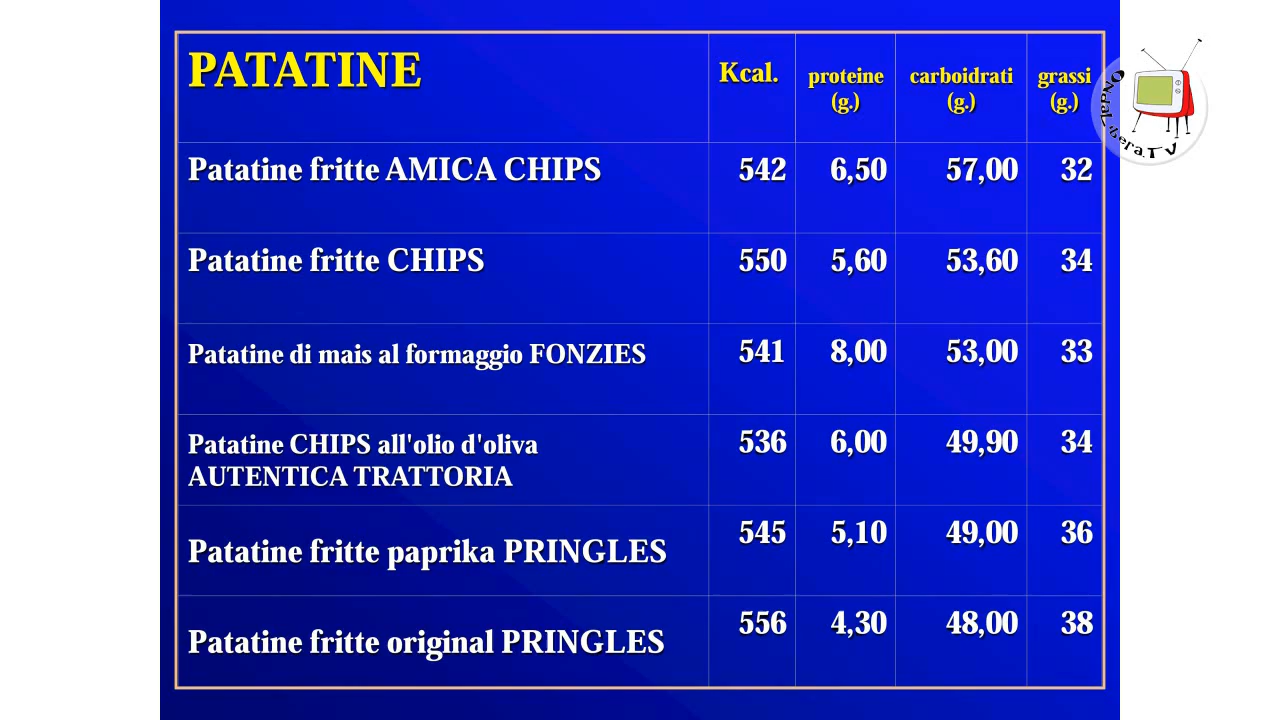 PATATINE Kcal. proteine (g.) carboidrati (g.) grassi (g.)
Patatine fritte AMICA CHIPS 542 6,50 57,00 32
Patatine fritte CHIPS 550 5,60 53,60 34
Patatine di mais al formaggio FONZIES 541 8,00 53,00 33
Patatine CHIPS all'olio d'oliva 536 6,00 49,90 34
AUTENTICA TRATTORIA
Patatine fritte paprika PRINGLES 545 5,10 49,00 36
Patatine fritte original PRINGLES 556 4,30 48,00 38